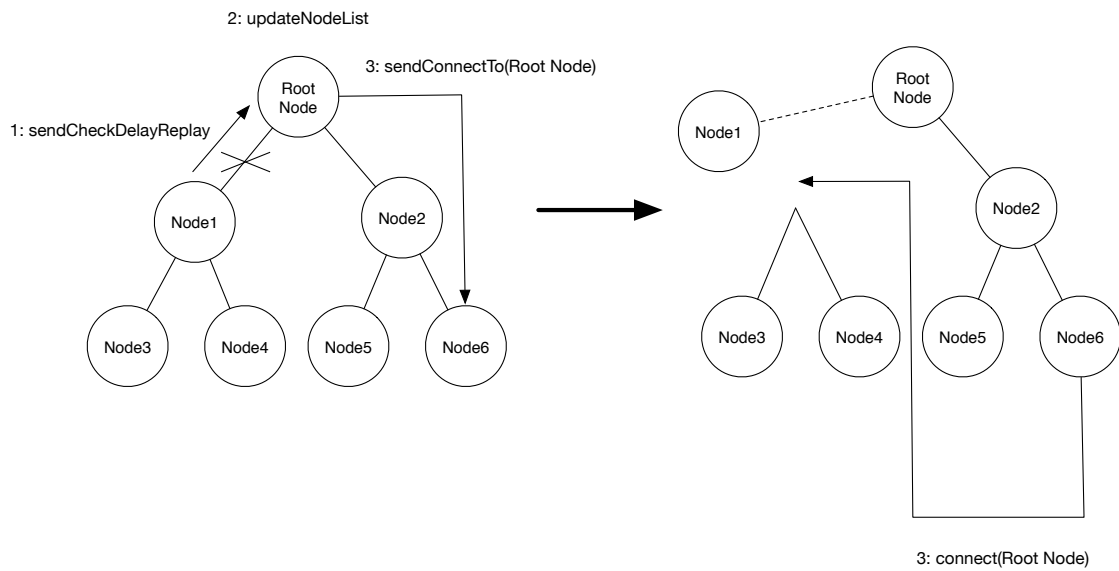 2: updateNodeList
3: sendConnectTo(Root Node)
Root
Node
1: sendCheckDelayReplay
Node1
Node2
Node3
Node4
Node5
Node6
Root
Node
Node1
Node2
Node3
Node4
Node5
Node6
3: connect(Root Node)